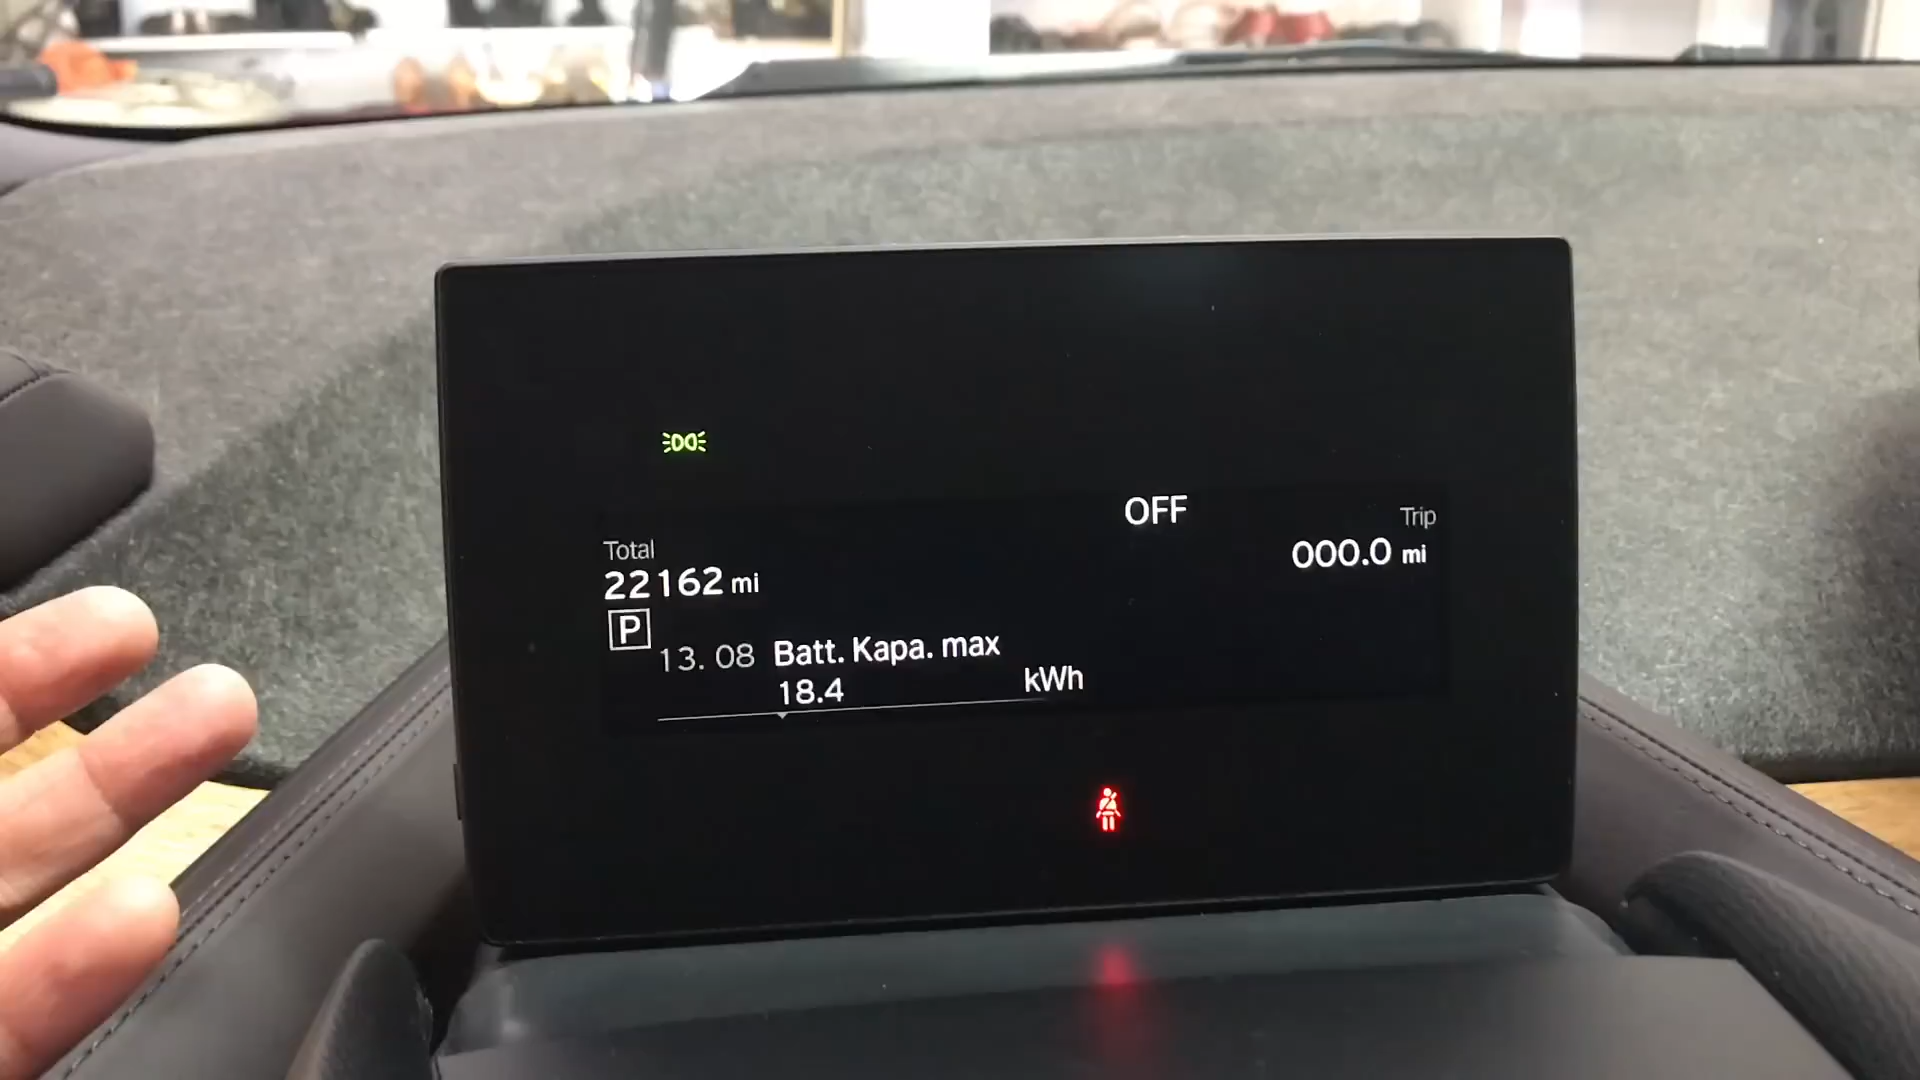 OFF
Trip
000.0 mi
Total
22162 mi
P
13. 08 Batt. Kapa. max
18.4 kWh